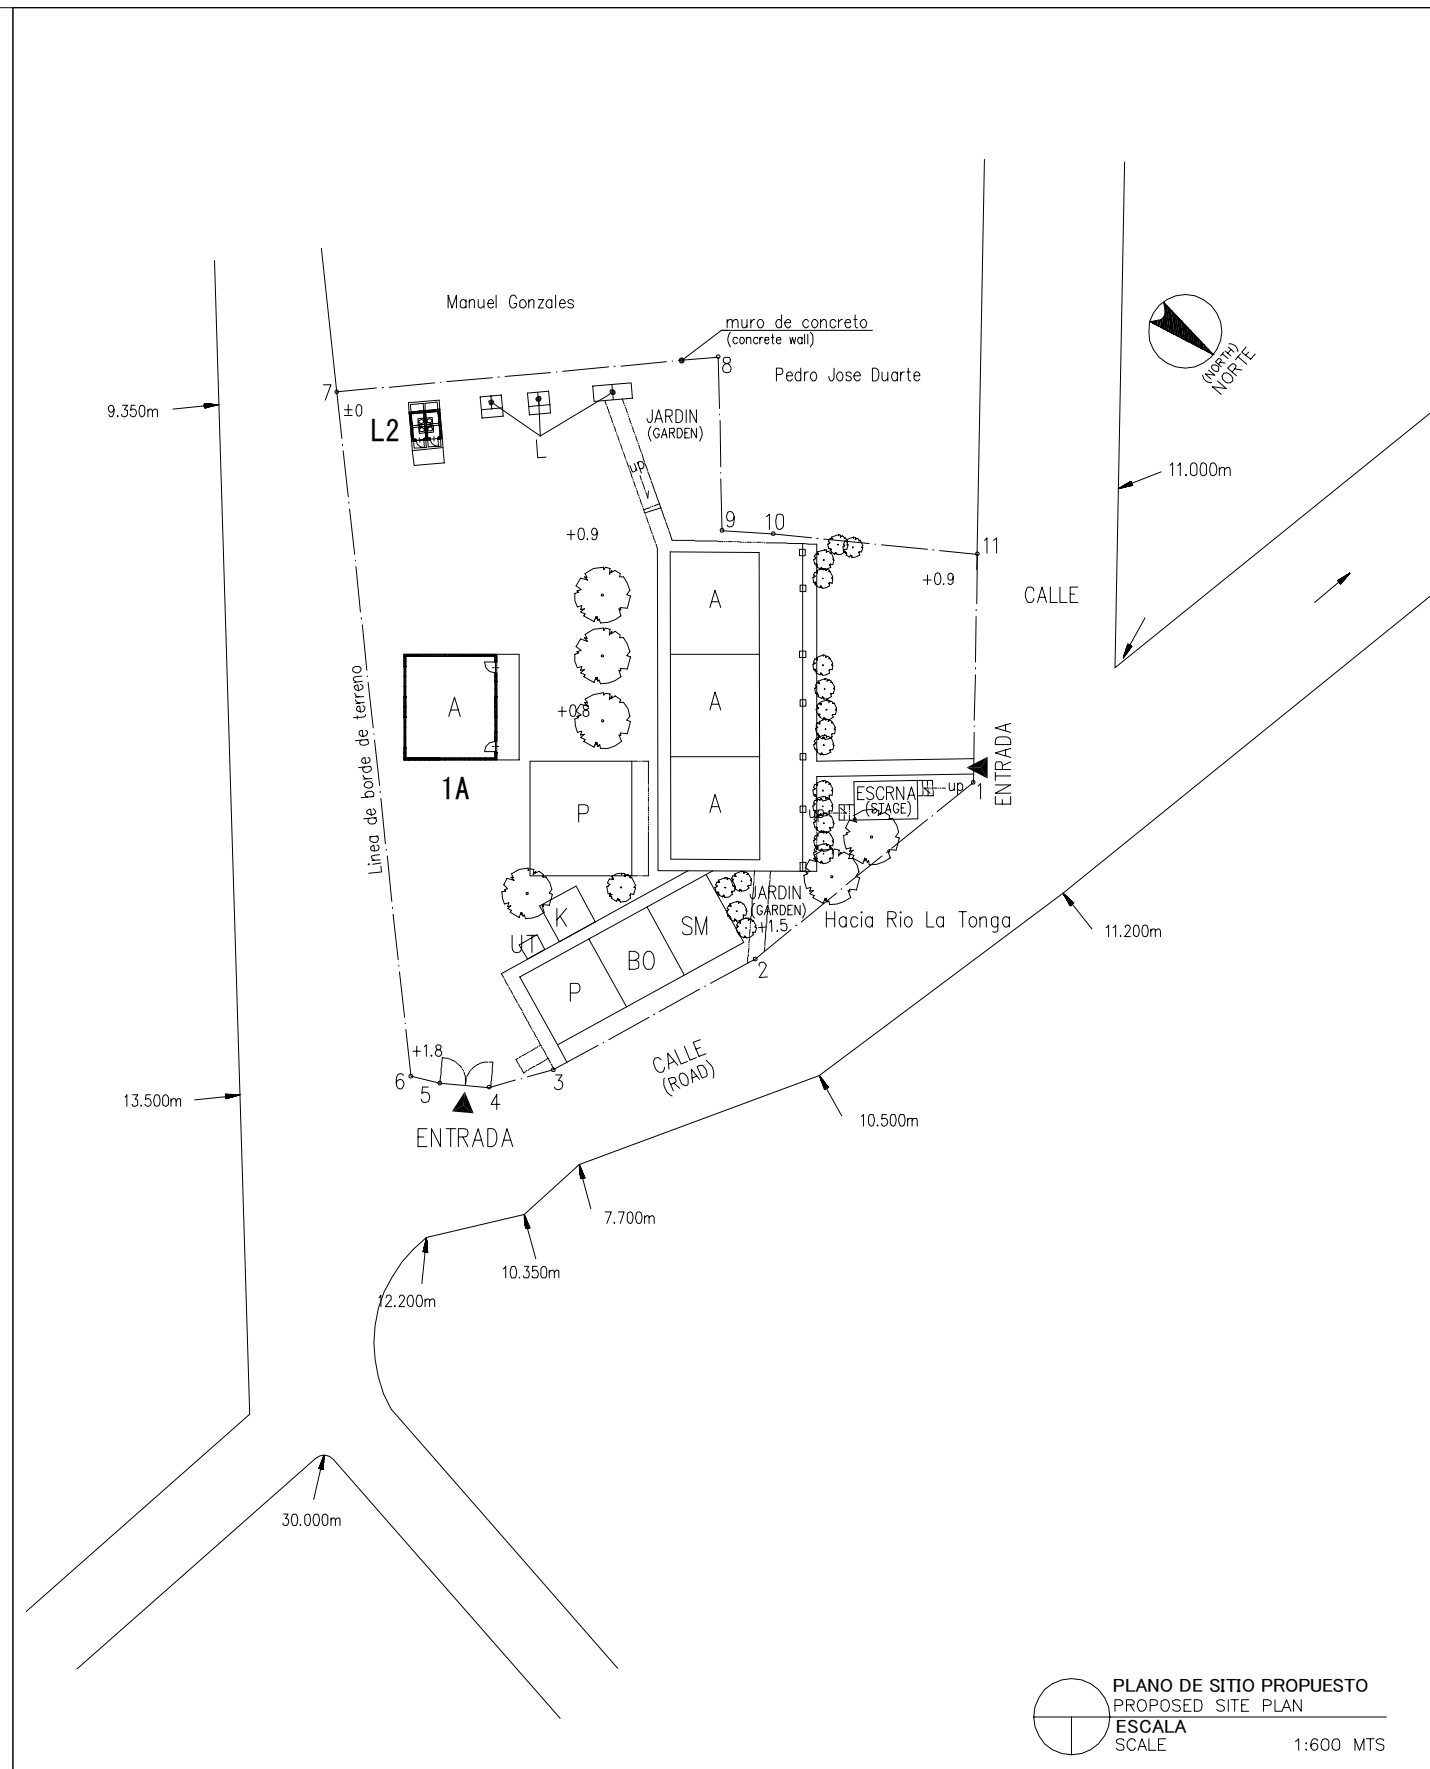 Manuel Gonzales
muro de concreto
(concrete wall)
8
Pedro Jose Duarte
(NORTH)
NORTE
7
±0
9.350m
L2
L
JARDIN
(GARDEN)
up
11.000m
9
10
11
+0.9
+0.9
CALLE
A
A
A
A
+0.8
1A
Linea de borde de terreno
P
ENTRADA
1
up
ESCRNA
(STAGE)
up
JARDIN
(GARDEN)
+1.5
Hacia Rio La Tonga
11.200m
K
UT
SM
BO
P
2
CALLE
(ROAD)
+1.8
6
5
4
3
ENTRADA
13.500m
10.500m
7.700m
10.350m
12.200m
30.000m
PLANO DE SITIO PROPUESTO
PROPOSED SITE PLAN
ESCALA
SCALE 1:600 MTS